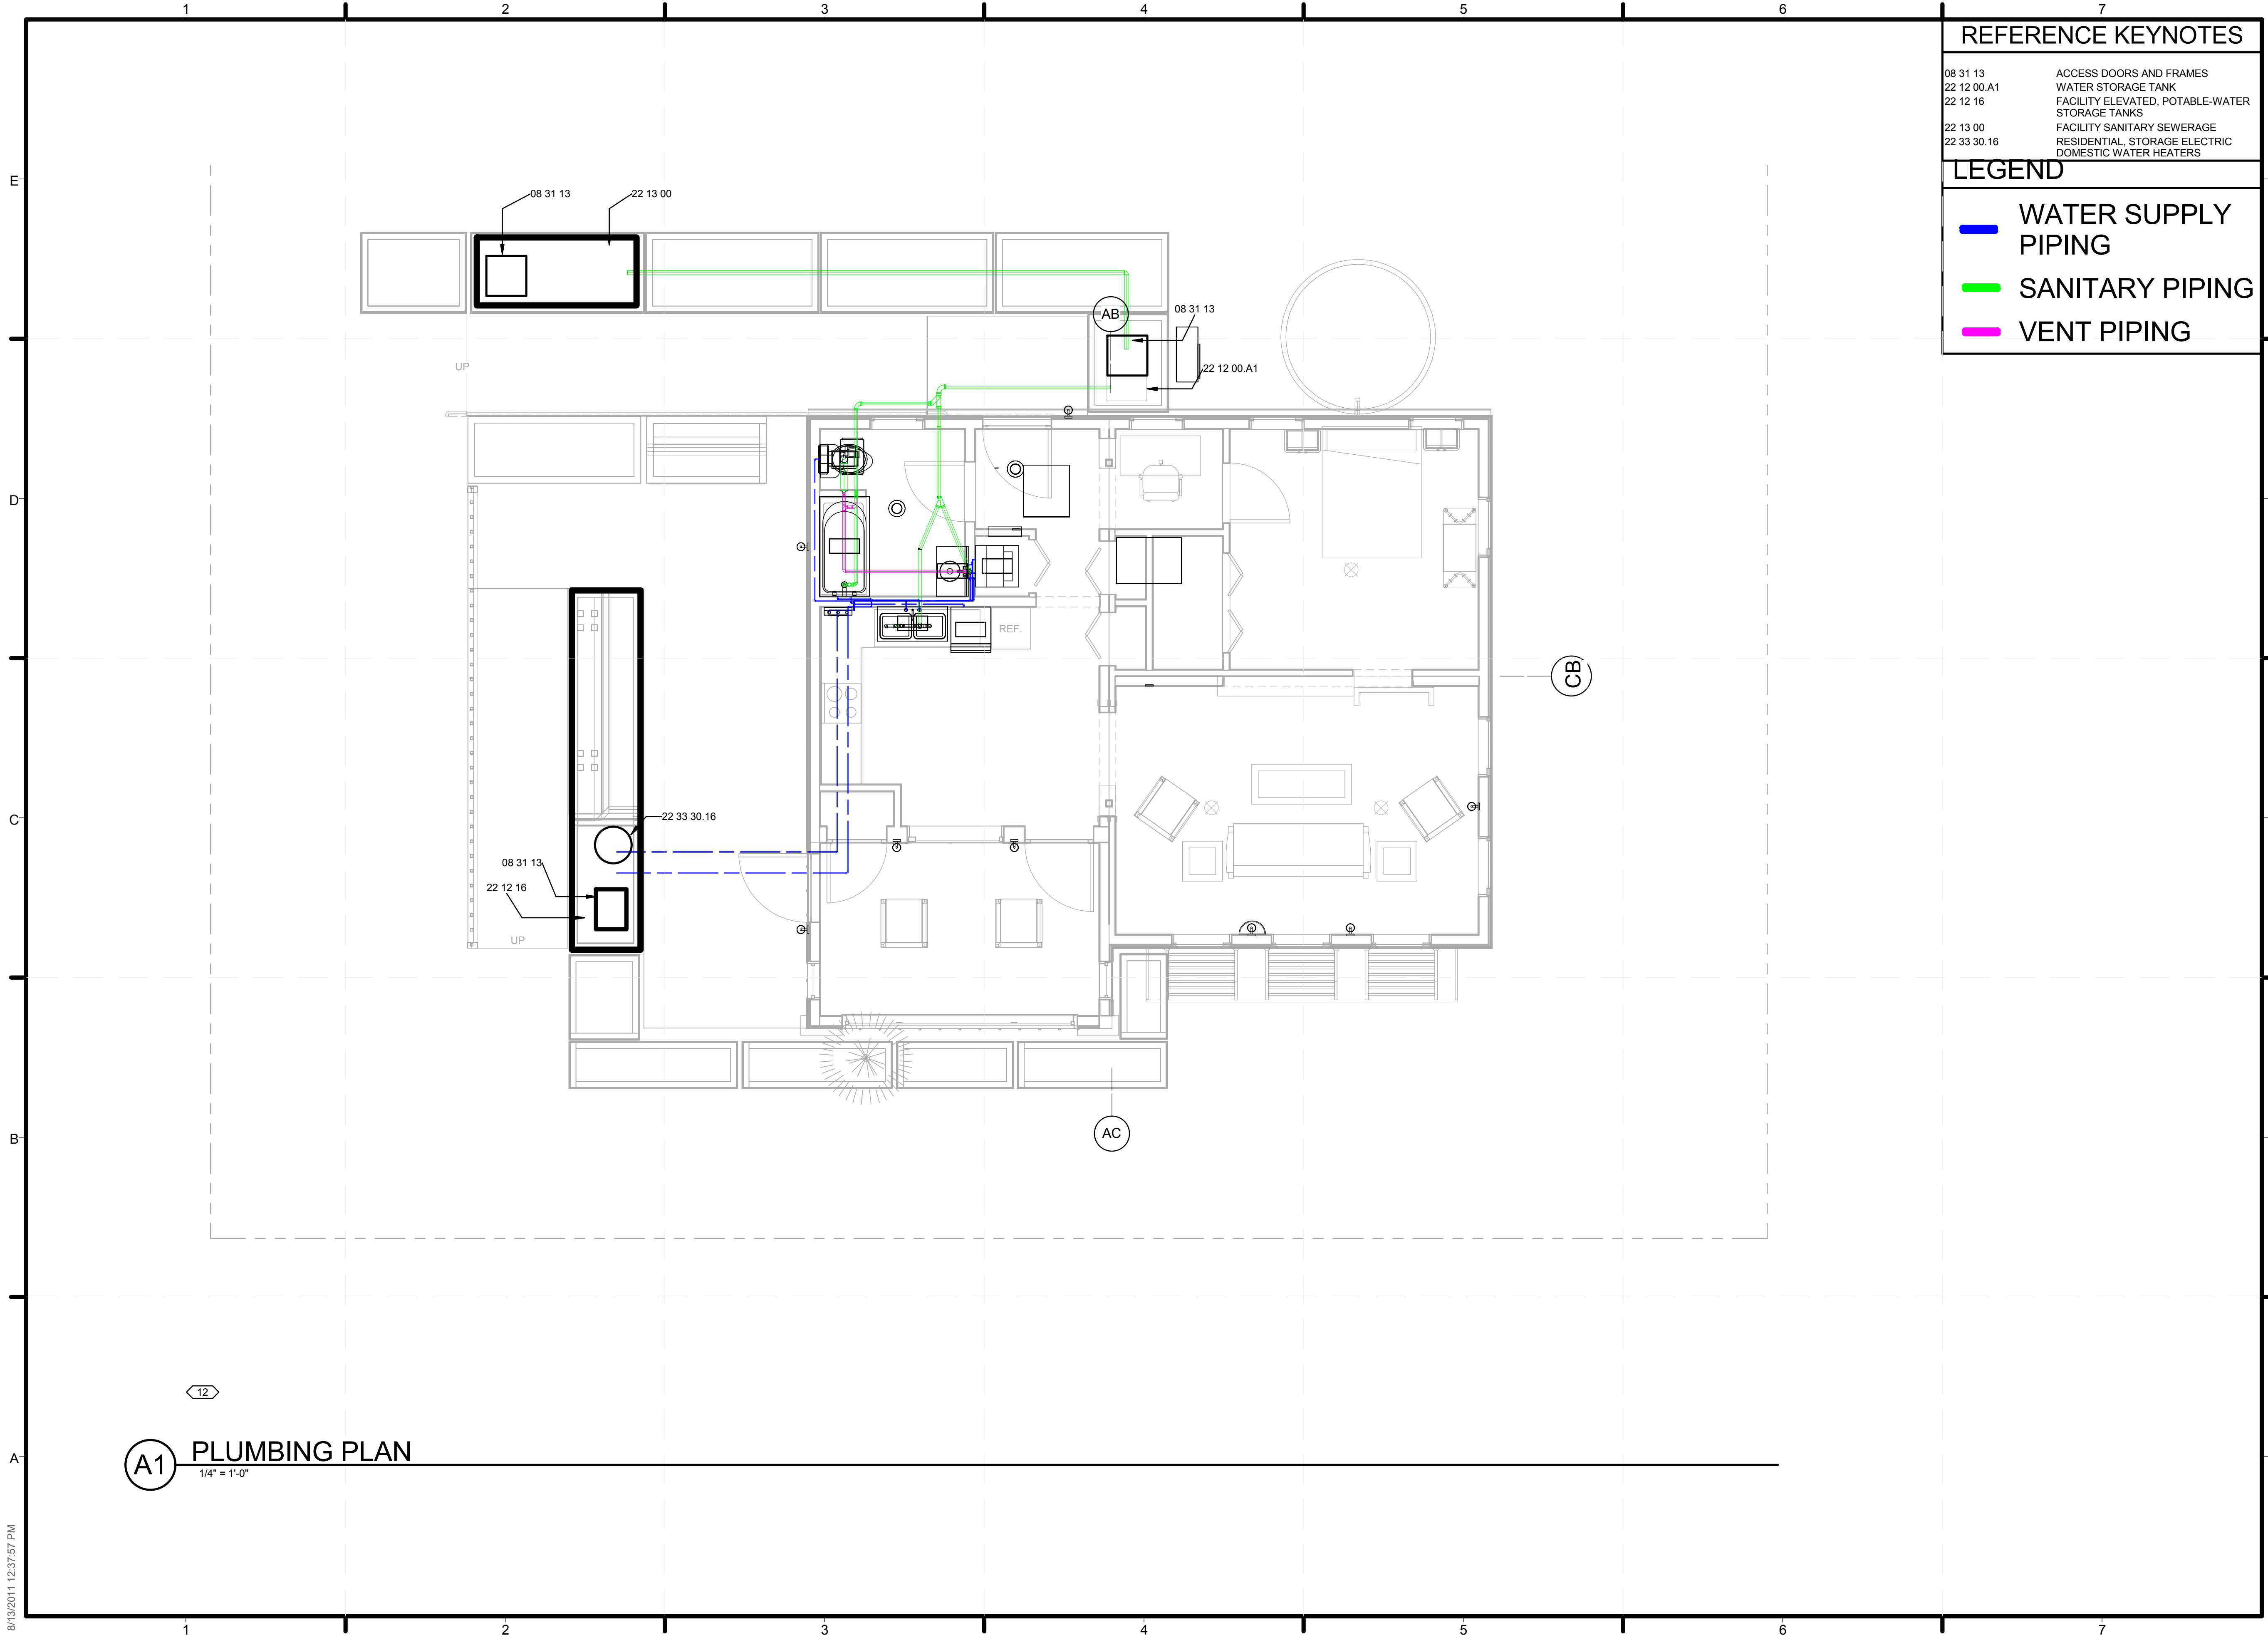 1 2 3 4 5 6 7
REFERENCE KEYNOTES
08 31 13 ACCESS DOORS AND FRAMES
22 12 00.A1 WATER STORAGE TANK
22 12 16 FACILITY ELEVATED, POTABLE-WATER
STORAGE TANKS
22 13 00 FACILITY SANITARY SEWERAGE
22 33 30.16 RESIDENTIAL, STORAGE ELECTRIC
DOMESTIC WATER HEATERS
LEGEND
WATER SUPPLY
PIPING
SANITARY PIPING
VENT PIPING
E
08 31 13
22 13 00
AB
08 31 13
UP
22 12 00.A1
D
REF.
CB
C
22 33 30.16
08 31 13
22 12 16
UP
B
AC
12
A
A1
PLUMBING PLAN
1/4" = 1'-0"
8/13/2011 12:37:57 PM
1 2 3 4 5 6 7